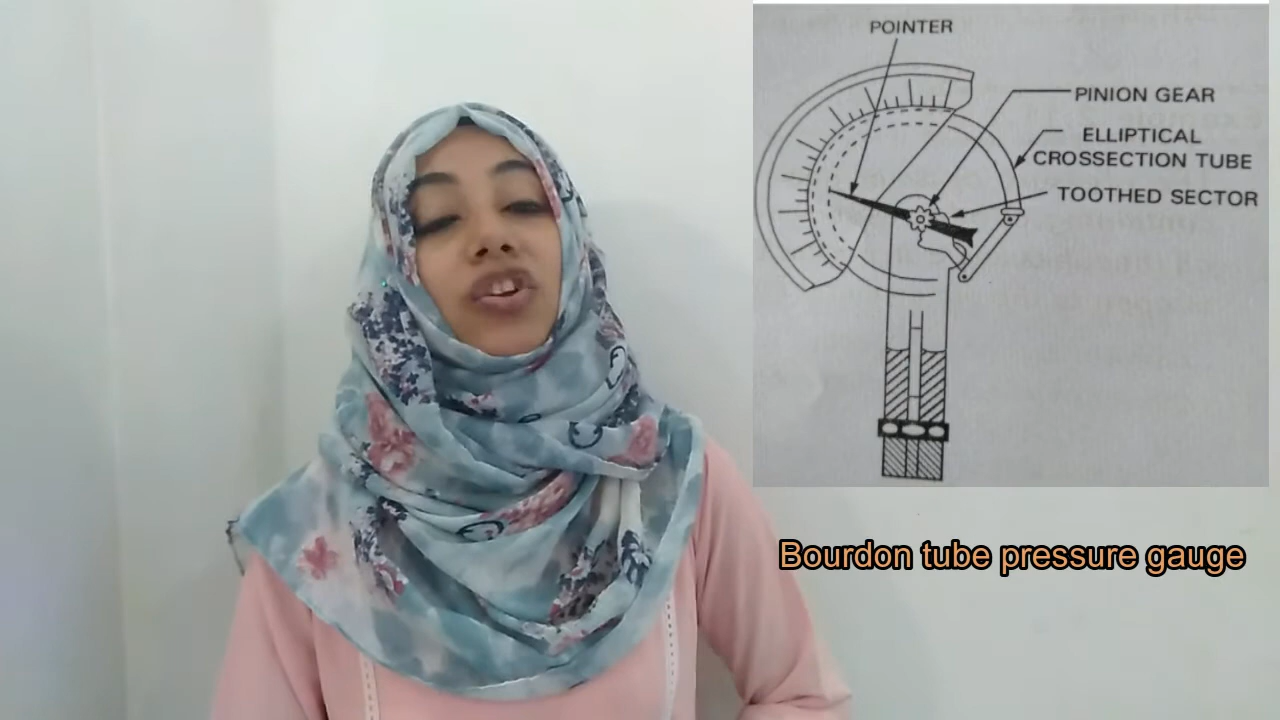 POINTER
PINION GEAR
ELLIPTICAL
CROSSECTION TUBE
TOOTHED SECTOR
Bourdon tube pressure gauge